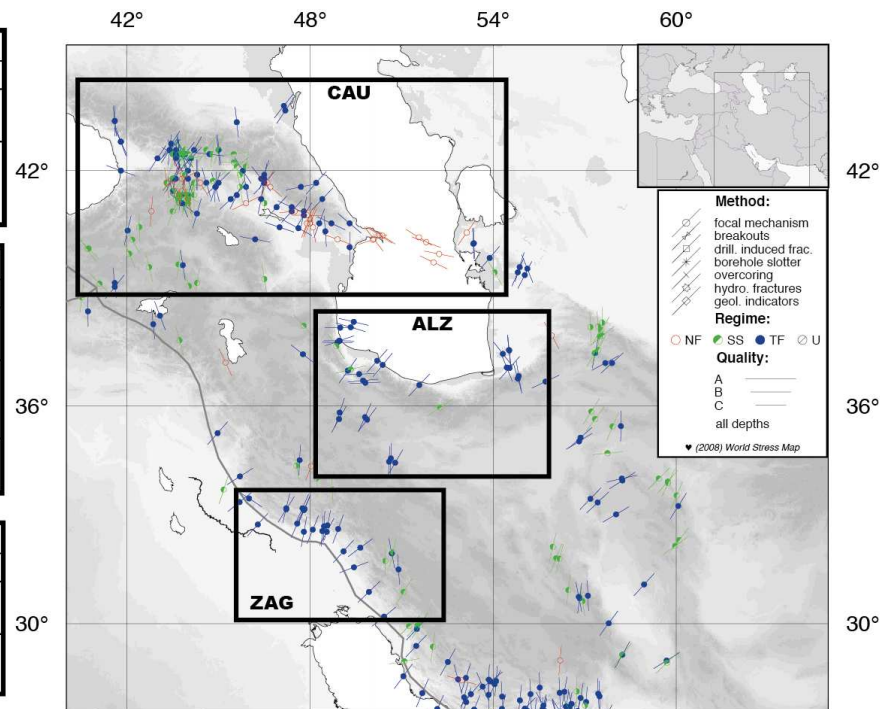 42° 48° 54° 60°
CAU
42° 42°
Method:
focal mechanism
breakouts
drill. induced frac.
borehole slotter
overcoring
hydro. fractures
geol. indicators
Regime:
NF SS TF U
Quality:
A
B
C
all depths
♥ (2008) World Stress Map
ALZ
36° 36°
ZAG
30° 30°